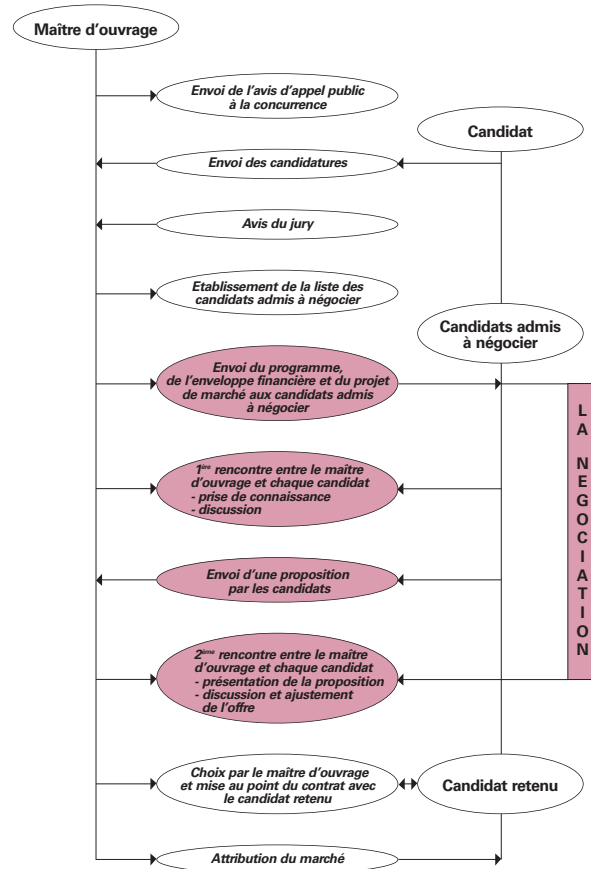 Maître d'ouvrage
Envoi de l'avis d'appel public
à la concurrence
Candidat
Envoi des candidatures
Avis du jury
Etablissement de la liste des
candidats admis à négocier
Candidats admis
à négocier
Envoi du programme,
de l'enveloppe financière et du projet
de marché aux candidats admis
à négocier
LA NEGOCIATION
1ère rencontre entre le maître
d'ouvrage et chaque candidat
- prise de connaissance
- discussion
Envoi d'une proposition
par les candidats
2ème rencontre entre le maître
d'ouvrage et chaque candidat
- présentation de la proposition
- discussion et ajustement
de l'offre
Choix par le maître d'ouvrage
et mise au point du contrat avec
le candidat retenu
Candidat retenu
Attribution du marché